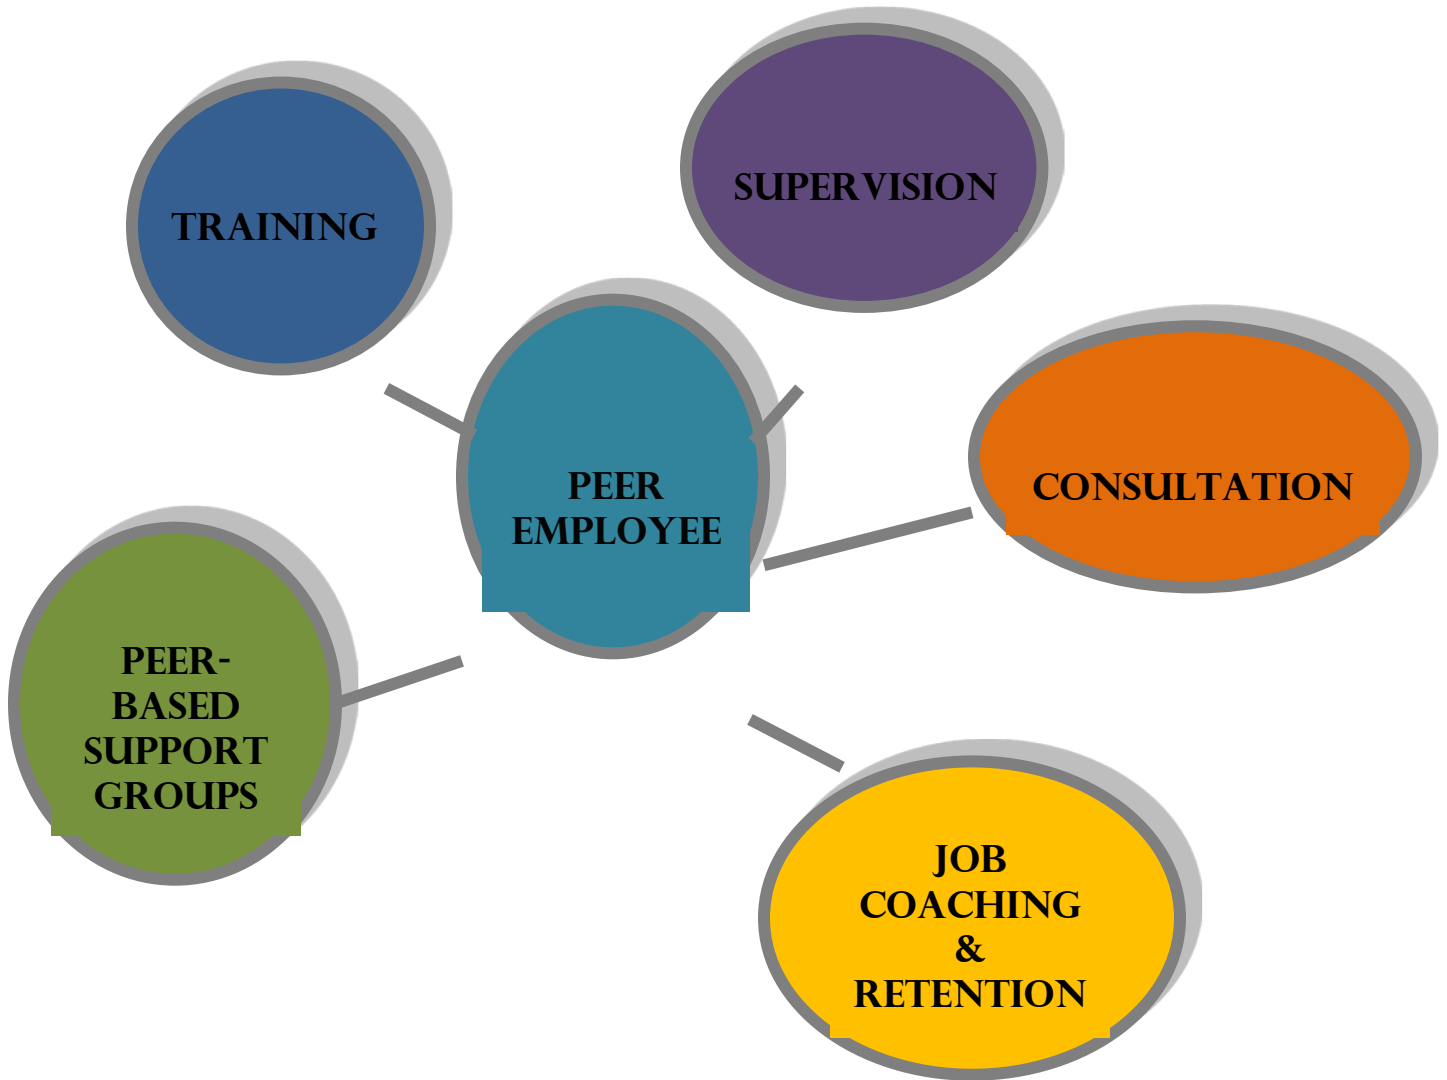 SUPERVISION
TRAINING
PEER
EMPLOYEE
CONSULTATION
PEER-
BASED
SUPPORT
GROUPS
JOB
COACHING
&
RETENTION